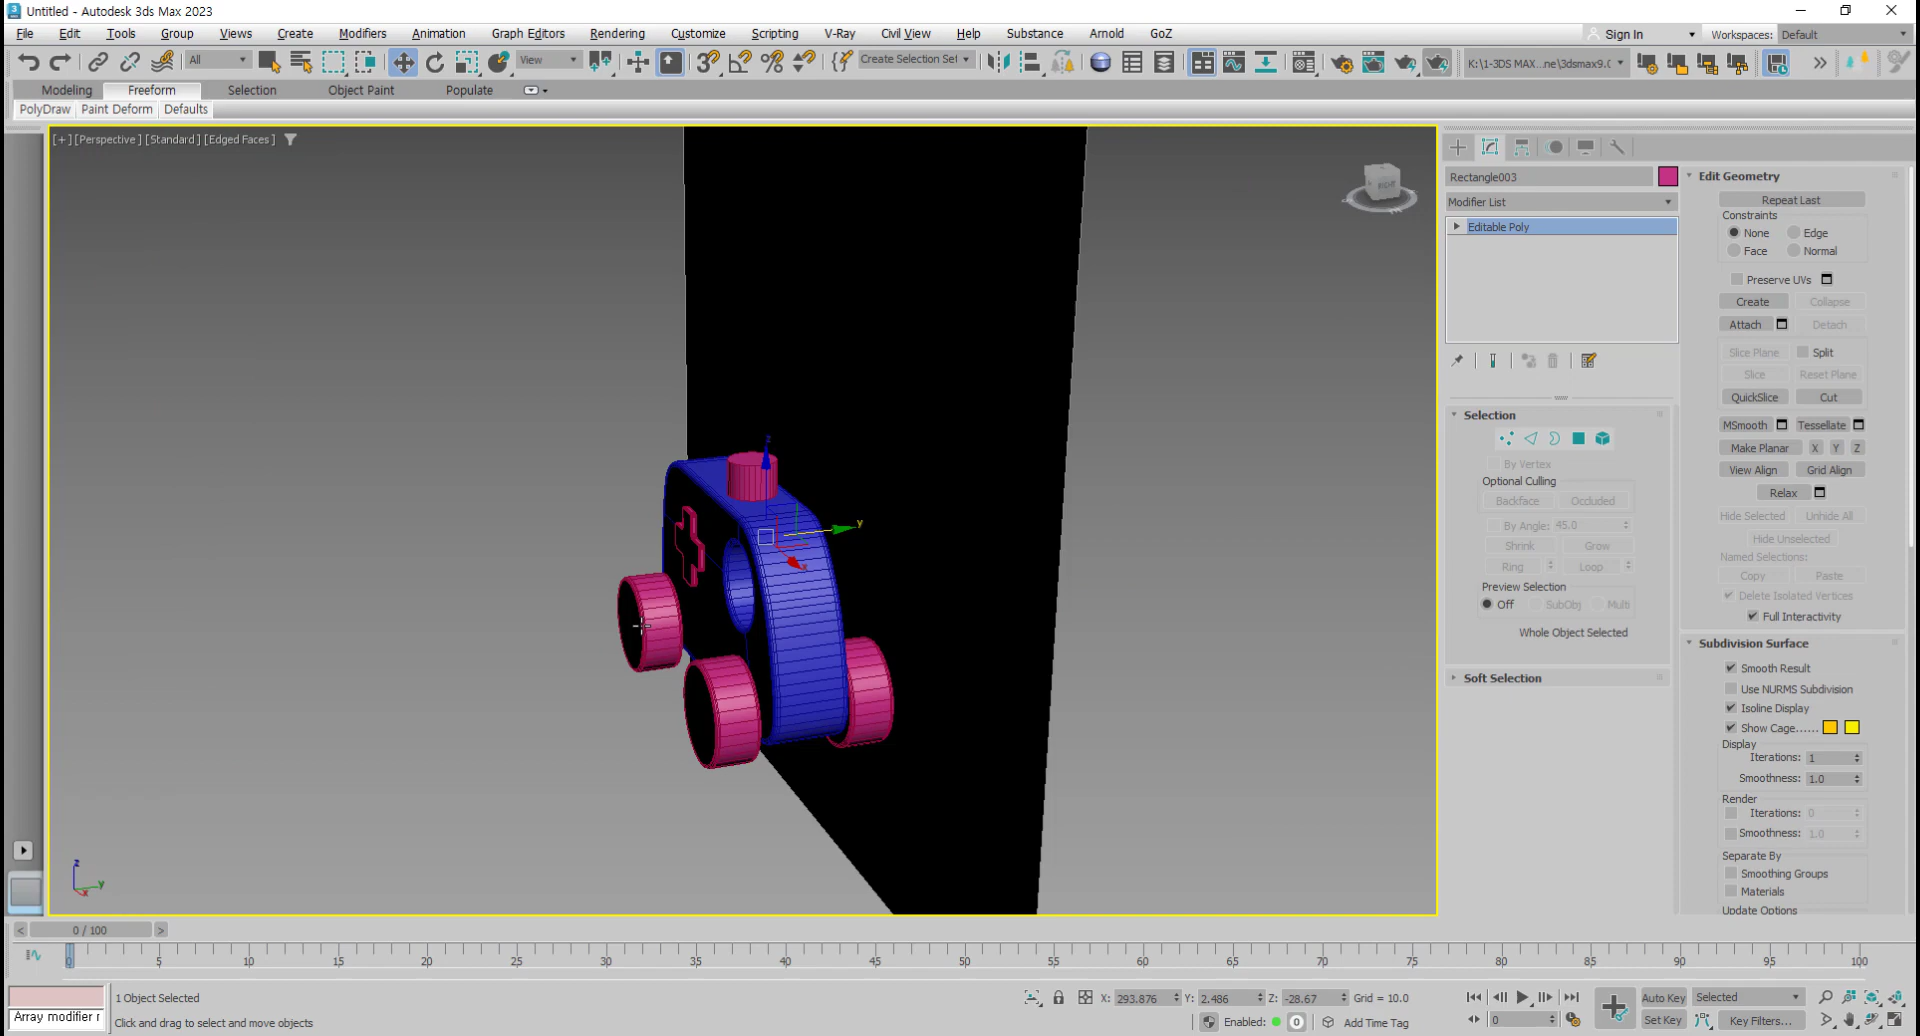 Untitled - Autodesk 3ds Max 2023
File Edit Tools Group Views Create Modifiers Animation Graph Editors Rendering Customize Scripting V-Ray Civil View Help Substance Arnold GoZ
Sign In Workspaces: Default
All View Create Selection Set K:\1-3DS MAX...ne\3dsmax9.0
Modeling Freeform Selection Object Paint Populate
PolyDraw Paint Deform Defaults
[+] [Perspective] [Standard] [Edged Faces]
RIGHT
Rectangle003
Modifier List
Editable Poly
Selection
By Vertex
Optional Culling
Backface Occluded
By Angle: 45.0
Shrink Grow
Ring Loop
Preview Selection
Off SubObj Multi
Whole Object Selected
Soft Selection
Edit Geometry
Repeat Last
Constraints
None Edge
Face Normal
Preserve UVs
Create Collapse
Attach Detach
Slice Plane Split
Slice Reset Plane
QuickSlice Cut
MSmooth Tessellate
Make Planar X Y Z
View Align Grid Align
Relax
Hide Selected Unhide All
Hide Unselected
Named Selections:
Copy Paste
Delete Isolated Vertices
Full Interactivity
Subdivision Surface
Smooth Result
Use NURMS Subdivision
Isoline Display
Show Cage......
Display
Iterations: 1
Smoothness: 1.0
Render
Iterations: 0
Smoothness: 1.0
Separate By
Smoothing Groups
Materials
Update Options
z
y
x
z
y
x
< 0 / 100 >
0 5 10 15 20 25 30 35 40 45 50 55 60 65 70 75 80 85 90 95 100
1 Object Selected X: 293.876 Y: 2.486 Z: -28.67 Grid = 10.0 Auto Key Selected
Array modifier r Click and drag to select and move objects Enabled: 0 Add Time Tag 0 Set Key Key Filters...